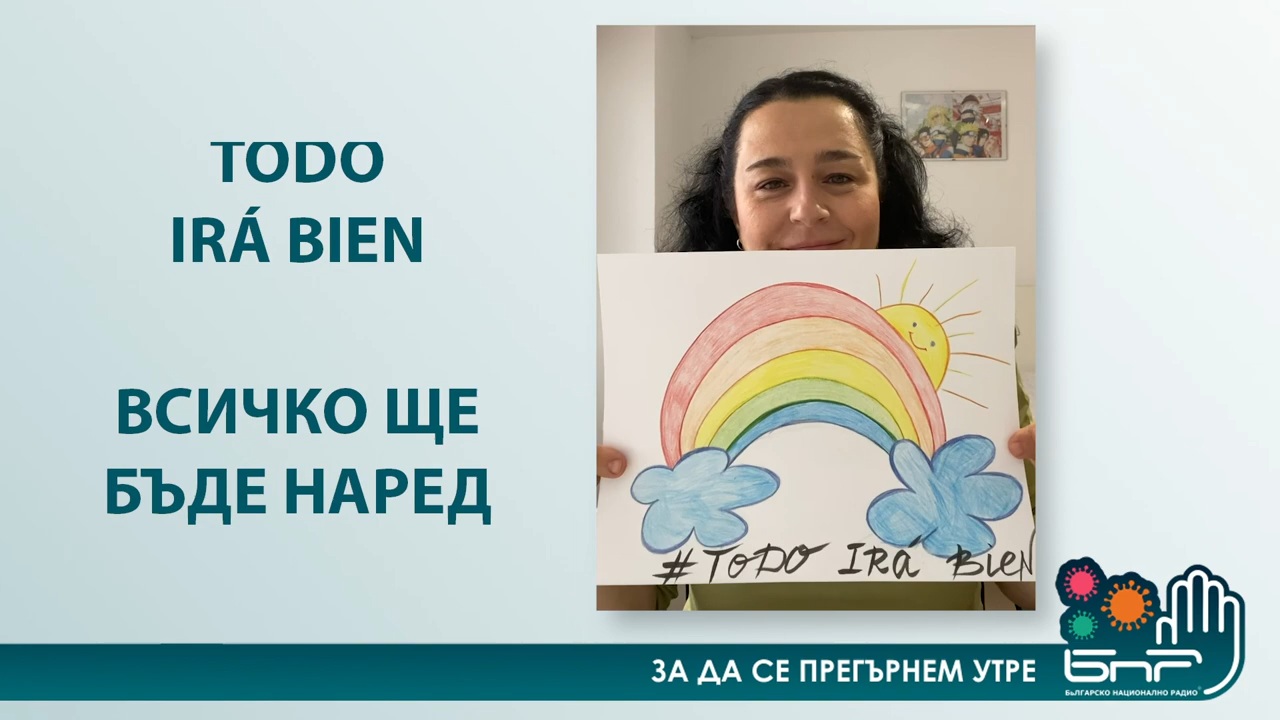 TODO
IRÁ BIEN
ВСИЧКО ЩЕ
БЪДЕ НАРЕД
#TODO IRÁ BIEN
ЗА ДА СЕ ПРЕГЪРНЕМ УТРЕ
БНР
БЪЛГАРСКО НАЦИОНАЛНО РАДИО